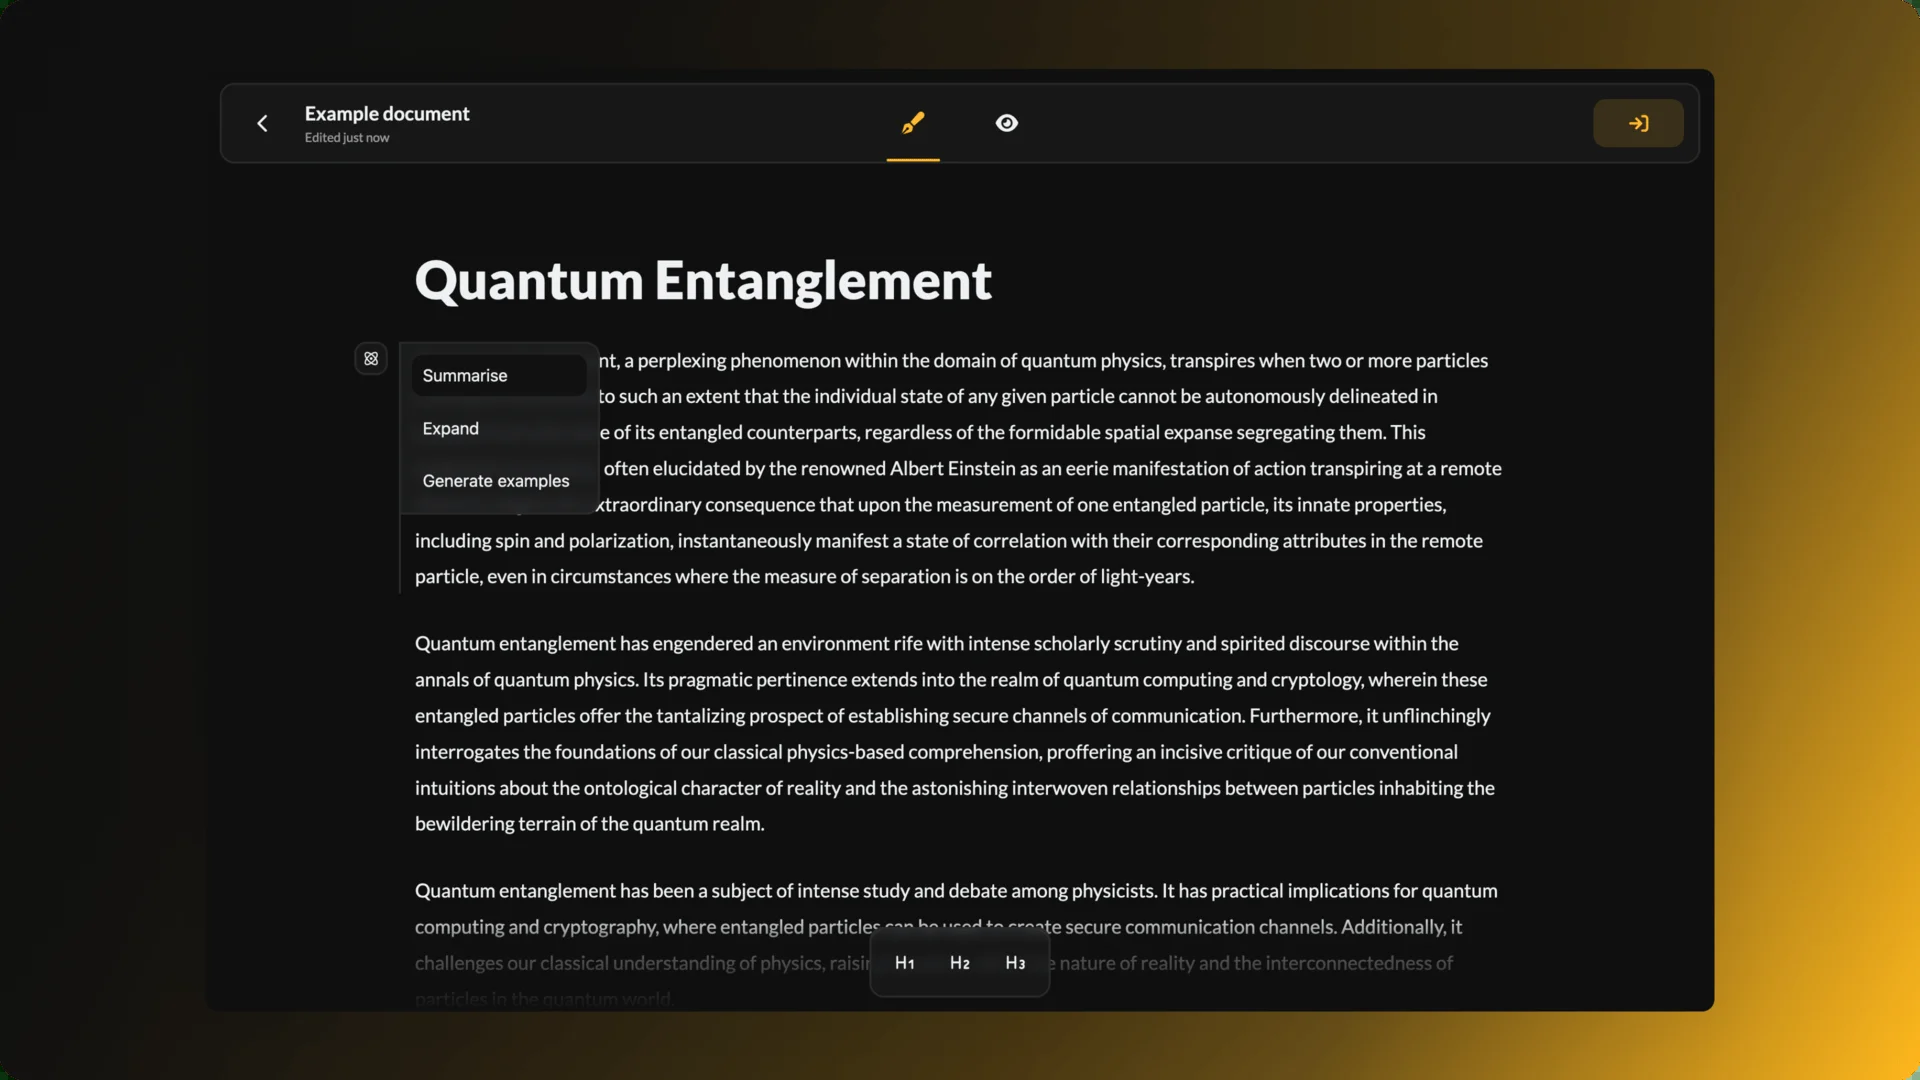 Example document
Edited just now
Quantum Entanglement
Summarise
Expand
Generate examples
, a perplexing phenomenon within the domain of quantum physics, transpires when two or more particles
to such an extent that the individual state of any given particle cannot be autonomously delineated in
of its entangled counterparts, regardless of the formidable spatial expanse segregating them. This
often elucidated by the renowned Albert Einstein as an eerie manifestation of action transpiring at a remote
xtraordinary consequence that upon the measurement of one entangled particle, its innate properties,
including spin and polarization, instantaneously manifest a state of correlation with their corresponding attributes in the remote
particle, even in circumstances where the measure of separation is on the order of light-years.
Quantum entanglement has engendered an environment rife with intense scholarly scrutiny and spirited discourse within the
annals of quantum physics. Its pragmatic pertinence extends into the realm of quantum computing and cryptology, wherein these
entangled particles offer the tantalizing prospect of establishing secure channels of communication. Furthermore, it unflinchingly
interrogates the foundations of our classical physics-based comprehension, proffering an incisive critique of our conventional
intuitions about the ontological character of reality and the astonishing interwoven relationships between particles inhabiting the
bewildering terrain of the quantum realm.
Quantum entanglement has been a subject of intense study and debate among physicists. It has practical implications for quantum
computing and cryptography, where entangled particles can be used to create secure communication channels. Additionally, it
challenges our classical understanding of physics, nature of reality and the interconnectedness of
particles in the quantum world.
H1 H2 H3